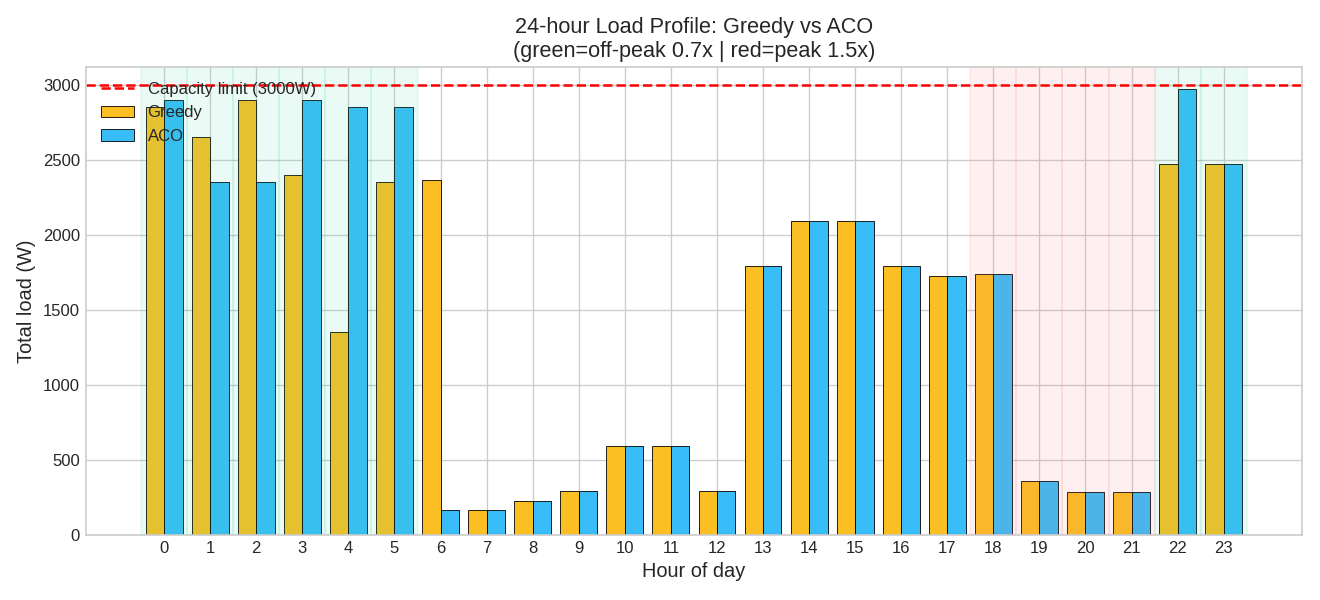 24-hour Load Profile: Greedy vs ACO
(green=off-peak 0.7x | red=peak 1.5x)
Capacity limit (3000W)
Greedy
ACO
Total load (W)
3000
2500
2000
1500
1000
500
0
0 1 2 3 4 5 6 7 8 9 10 11 12 13 14 15 16 17 18 19 20 21 22 23
Hour of day